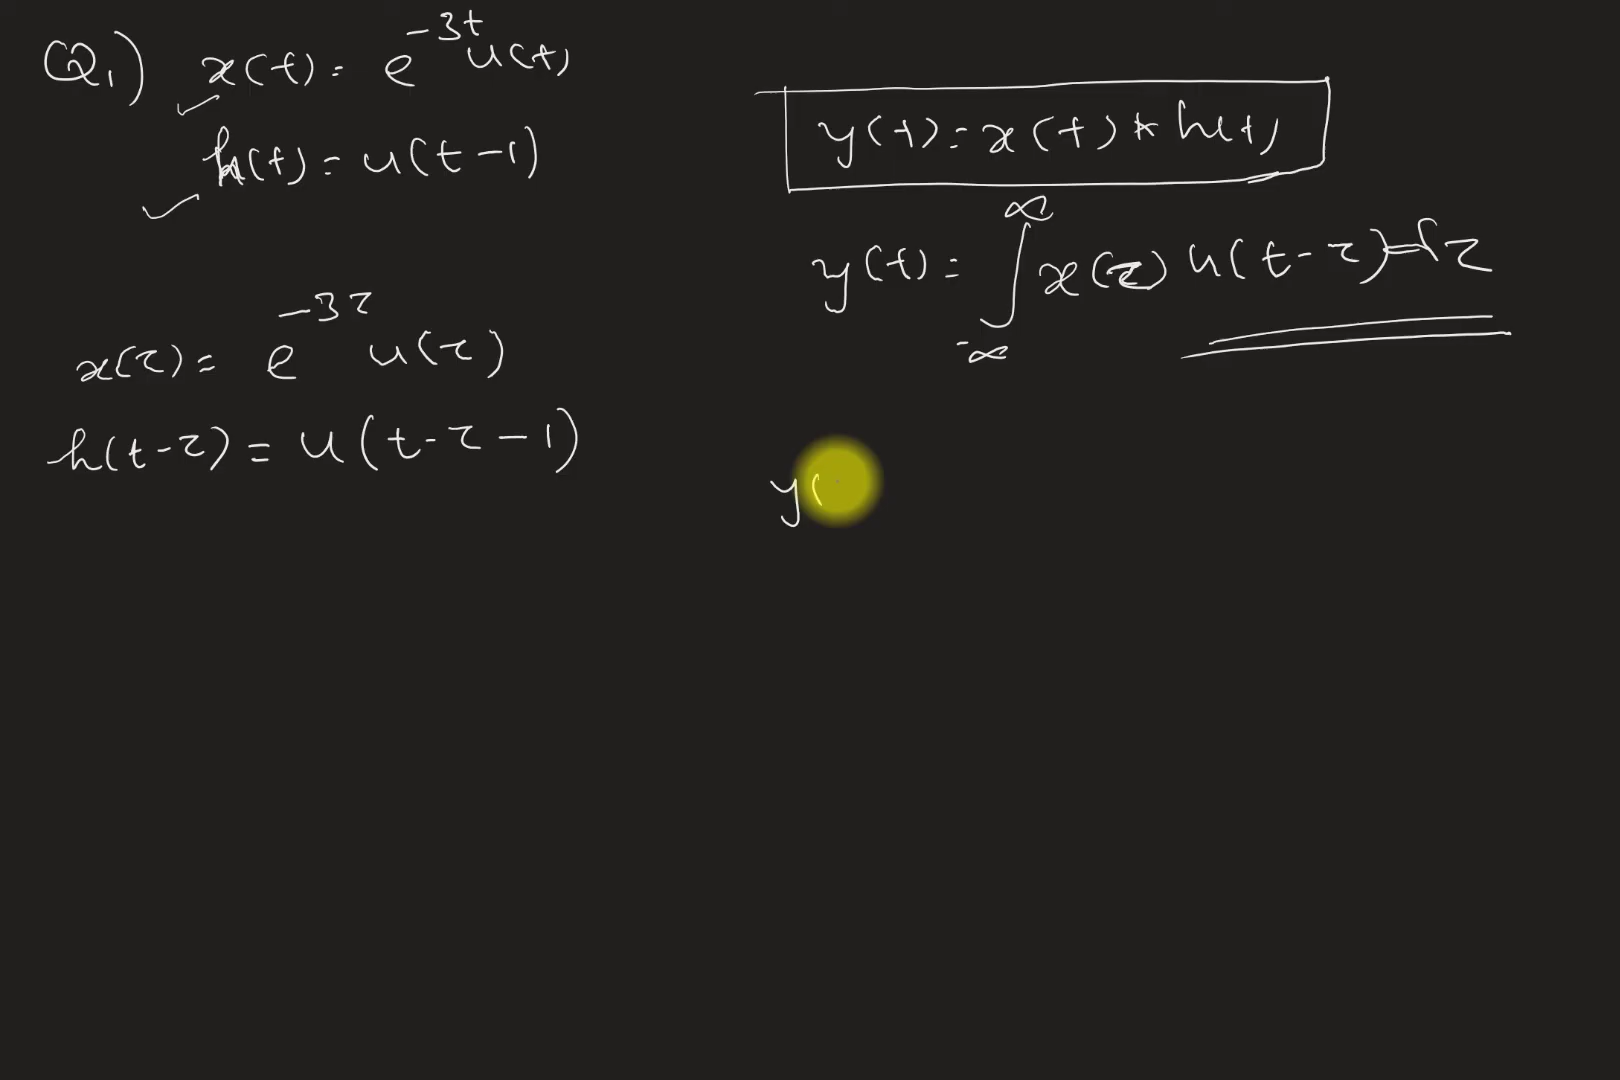 Q1) x(t) = e^{-3t} u(t)
h(t) = u(t-1)
y(t) = x(t) * h(t)
y(t) = ∫_{-∞}^{∞} x(τ) u(t-τ) dτ
x(τ) = e^{-3τ} u(τ)
h(t-τ) = u(t-τ-1)
y(